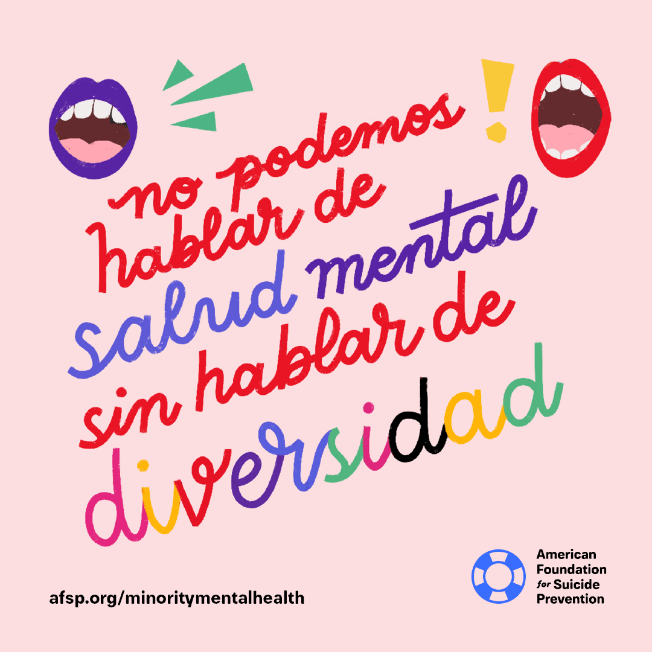 no podemos
hablar de
salud mental
sin hablar de
diversidad
afsp.org/minoritymentalhealth
American
Foundation
for Suicide
Prevention